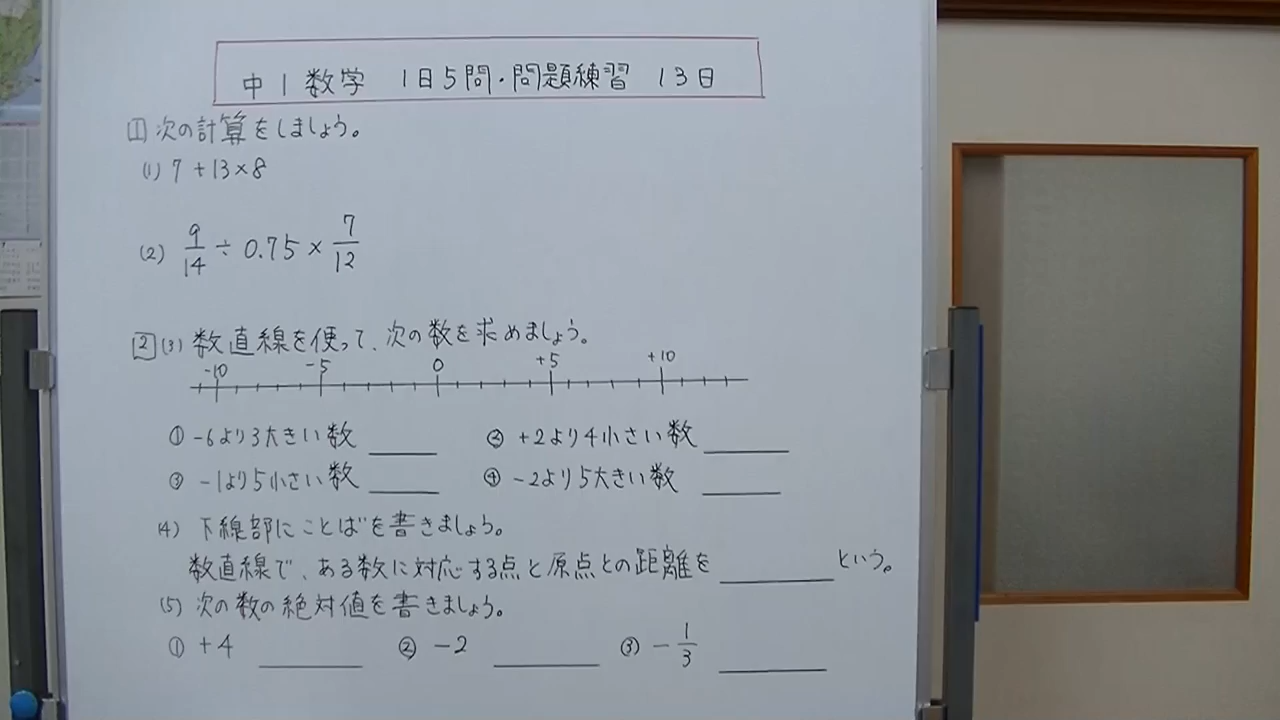 中1数学 1日5問・問題練習 13日
1 次の計算をしましょう。
(1) 7+13×8
(2) 9/14 ÷ 0.75 × 7/12
2 (3) 数直線を使って、次の数を求めましょう。
-10 -5 0 +5 +10
① -6より3大きい数 ② +2より4小さい数
③ -1より5小さい数 ④ -2より5大きい数
(4) 下線部にことばを書きましょう。
数直線で、ある数に対応する点と原点との距離を という。
(5) 次の数の絶対値を書きましょう。
① +4 ② -2 ③ -1/3